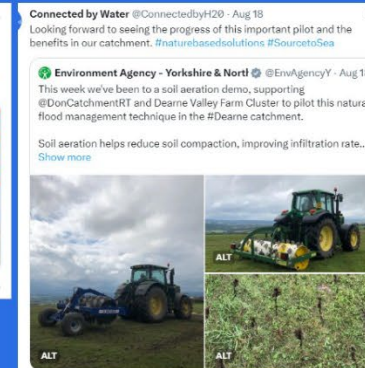 Connected by Water @ConnectedbyH20 · Aug 18
Looking forward to seeing the progress of this important pilot and the
benefits in our catchment. #naturebasedsolutions #SourcetoSea
Environment Agency - Yorkshire & North @EnvAgencyY · Aug 1
This week we've been to a soil aeration demo, supporting
@DonCatchmentRT and Dearne Valley Farm Cluster to pilot this natura
flood management technique in the #Dearne catchment.
Soil aeration helps reduce soil compaction, improving infiltration rate...
Show more
ALT
ALT
ALT